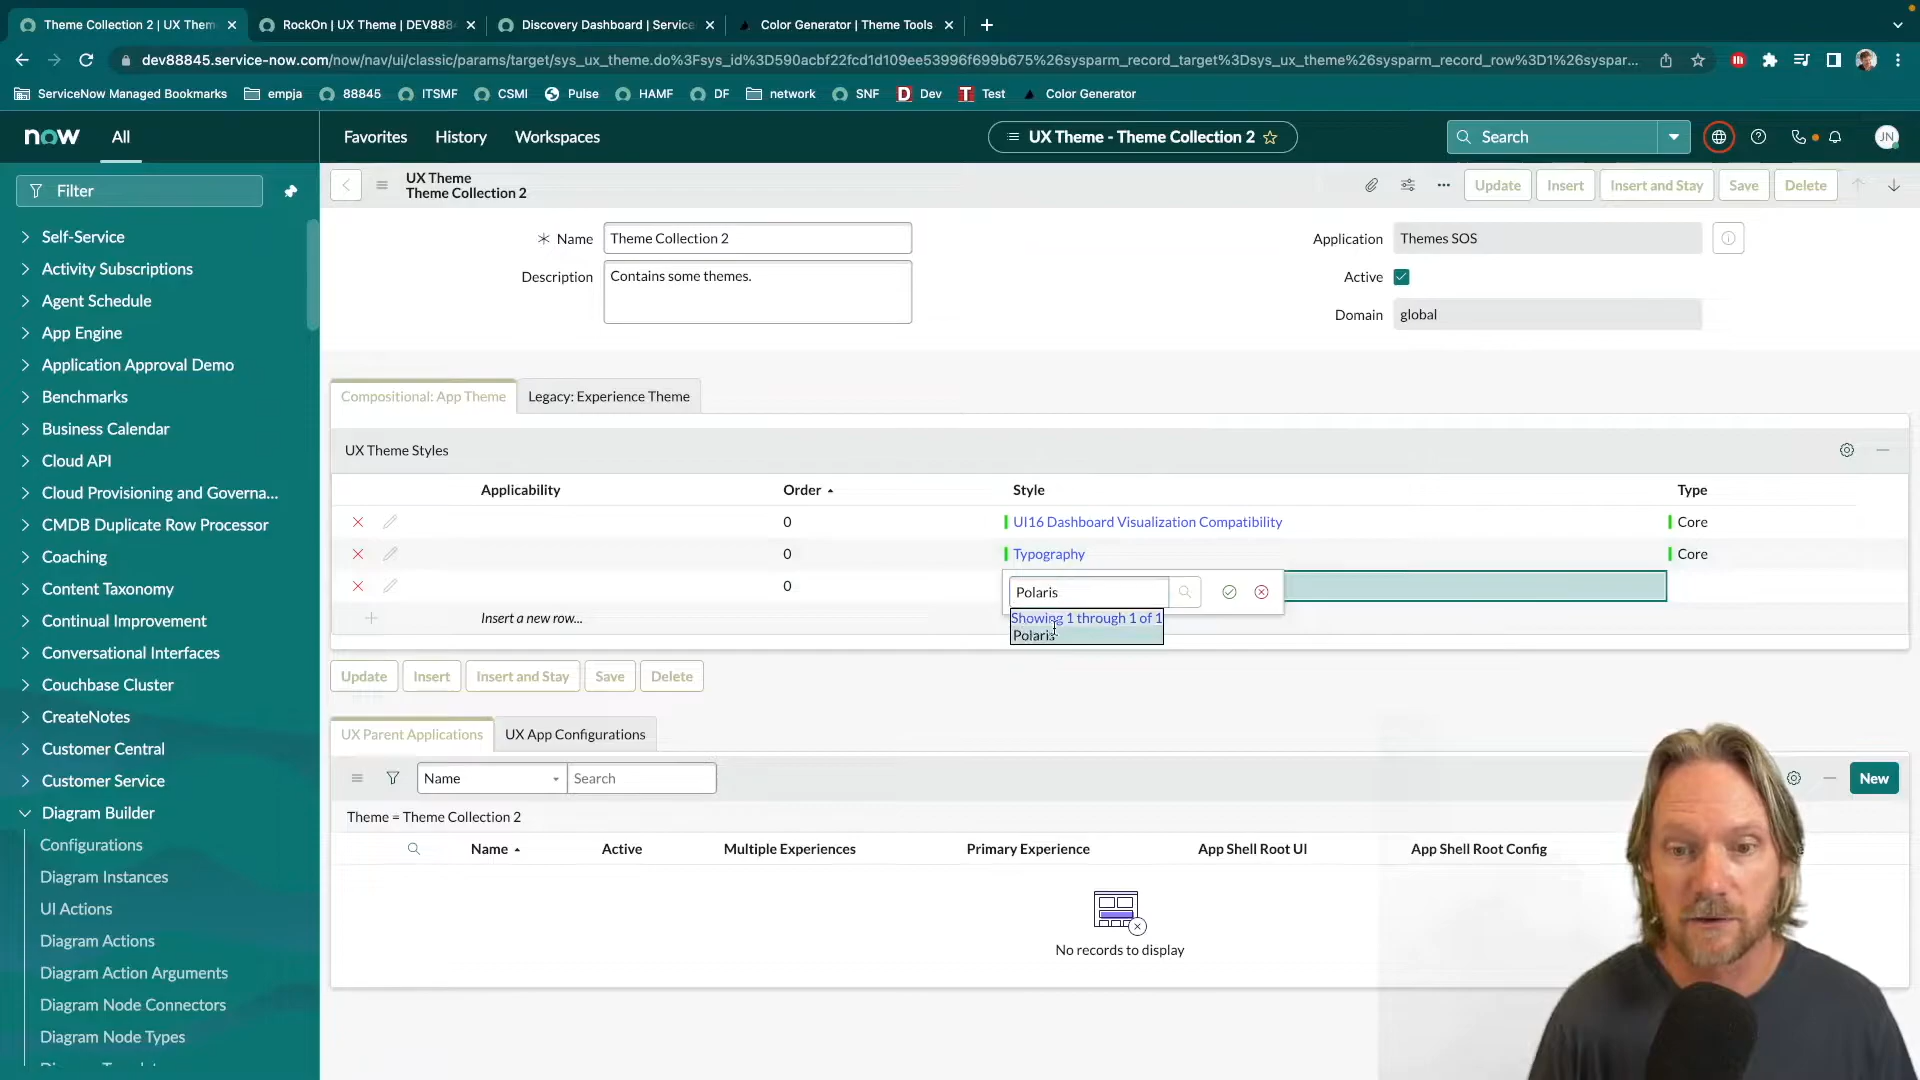 Theme Collection 2 | UX Them
RockOn | UX Theme | DEV888
Discovery Dashboard | Service
Color Generator | Theme Tools
dev88845.service-now.com/now/nav/ui/classic/params/target/sys_ux_theme.do%3Fsys_id%3D590acbf22fcd1d109ee53996f699b675%26sysparm_record_target%3Dsys_ux_theme%26sysparm_record_row%3D1%26syspar...
ServiceNow Managed Bookmarks
empja
88845
ITSMF
CSMI
Pulse
HAMF
DF
network
SNF
Dev
Test
Color Generator
now
All
Favorites
History
Workspaces
UX Theme - Theme Collection 2
Search
JN
Filter
UX Theme
Theme Collection 2
Update
Insert
Insert and Stay
Save
Delete
Self-Service
Activity Subscriptions
Agent Schedule
App Engine
Application Approval Demo
Benchmarks
Business Calendar
Cloud API
Cloud Provisioning and Governa...
CMDB Duplicate Row Processor
Coaching
Content Taxonomy
Continual Improvement
Conversational Interfaces
Couchbase Cluster
CreateNotes
Customer Central
Customer Service
Diagram Builder
Configurations
Diagram Instances
UI Actions
Diagram Actions
Diagram Action Arguments
Diagram Node Connectors
Diagram Node Types
Name
Theme Collection 2
Description
Contains some themes.
Application
Themes SOS
Active
Domain
global
Compositional: App Theme
Legacy: Experience Theme
UX Theme Styles
Applicability
Order
Style
Type
0
UI16 Dashboard Visualization Compatibility
Core
0
Typography
Core
0
Polaris
Showing 1 through 1 of 1
Polaris
Insert a new row...
Update
Insert
Insert and Stay
Save
Delete
UX Parent Applications
UX App Configurations
Name
Search
New
Theme = Theme Collection 2
Name
Active
Multiple Experiences
Primary Experience
App Shell Root UI
App Shell Root Config
No records to display